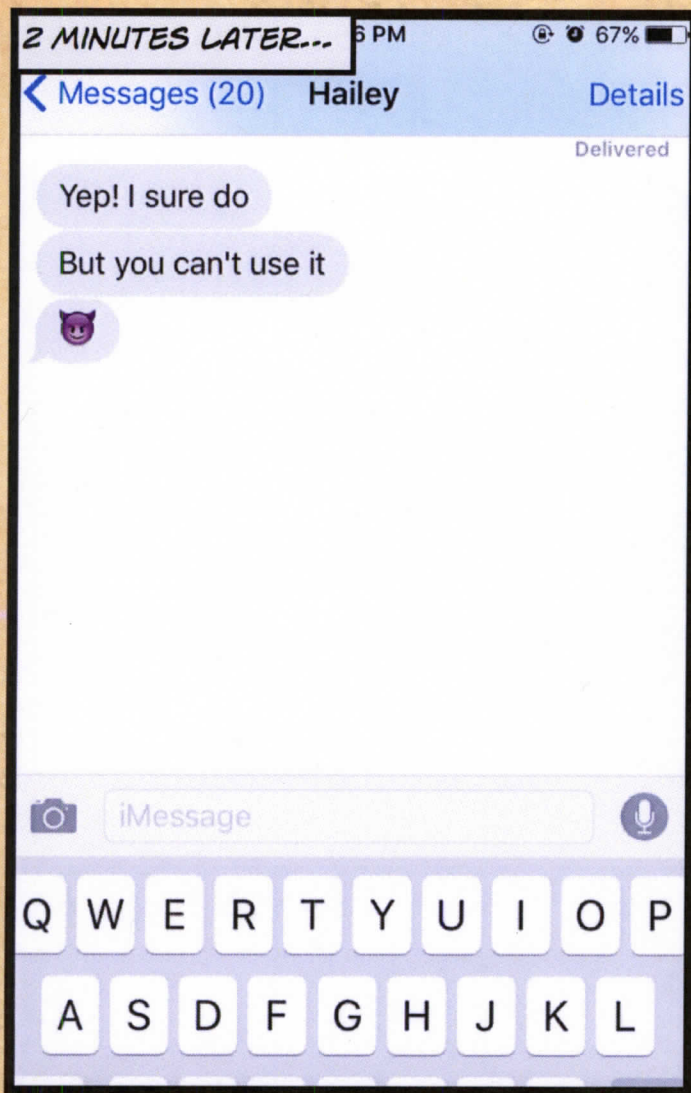 2 MINUTES LATER... 6 PM 67%
Messages (20) Hailey Details
Delivered
Yep! I sure do
But you can't use it
😈
iMessage
Q W E R T Y U I O P
A S D F G H J K L